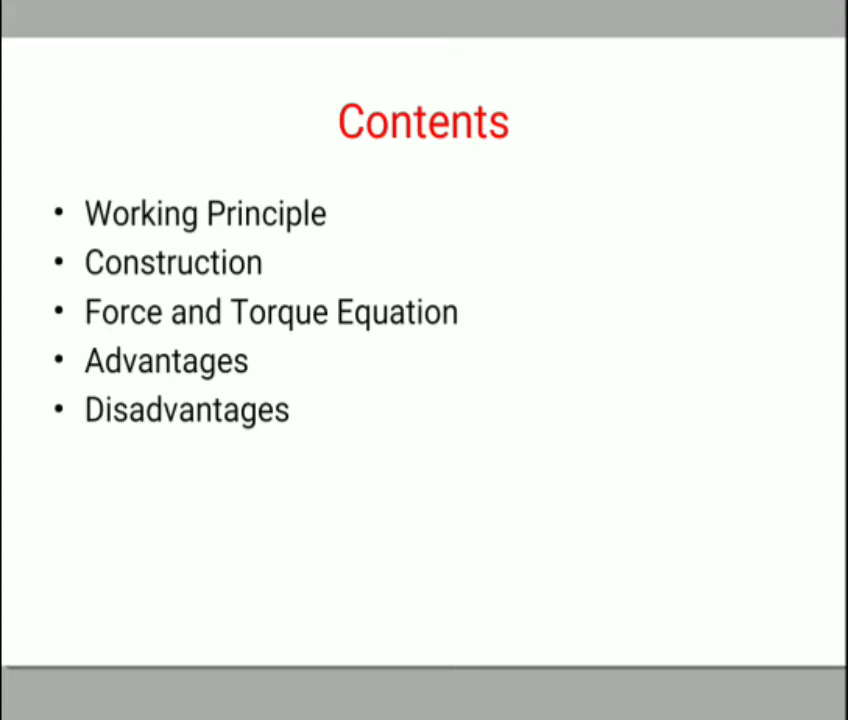 Contents
• Working Principle
• Construction
• Force and Torque Equation
• Advantages
• Disadvantages